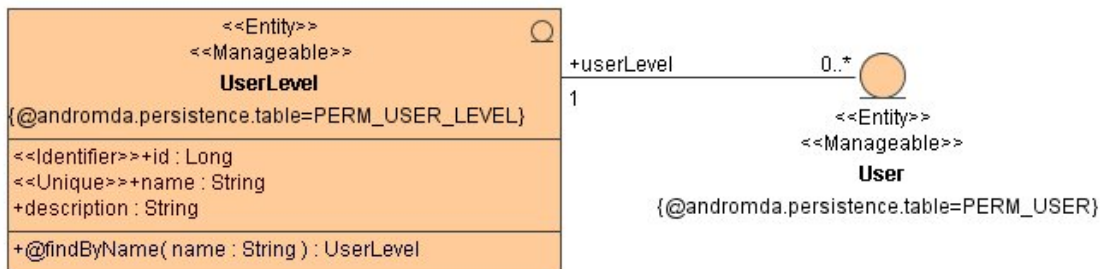 <<Entity>>
<<Manageable>>
UserLevel
{@andromda.persistence.table=PERM_USER_LEVEL}
<<Identifier>>+id : Long
<<Unique>>+name : String
+description : String
+@findByName( name : String ) : UserLevel
+userLevel
1
0..*
<<Entity>>
<<Manageable>>
User
{@andromda.persistence.table=PERM_USER}